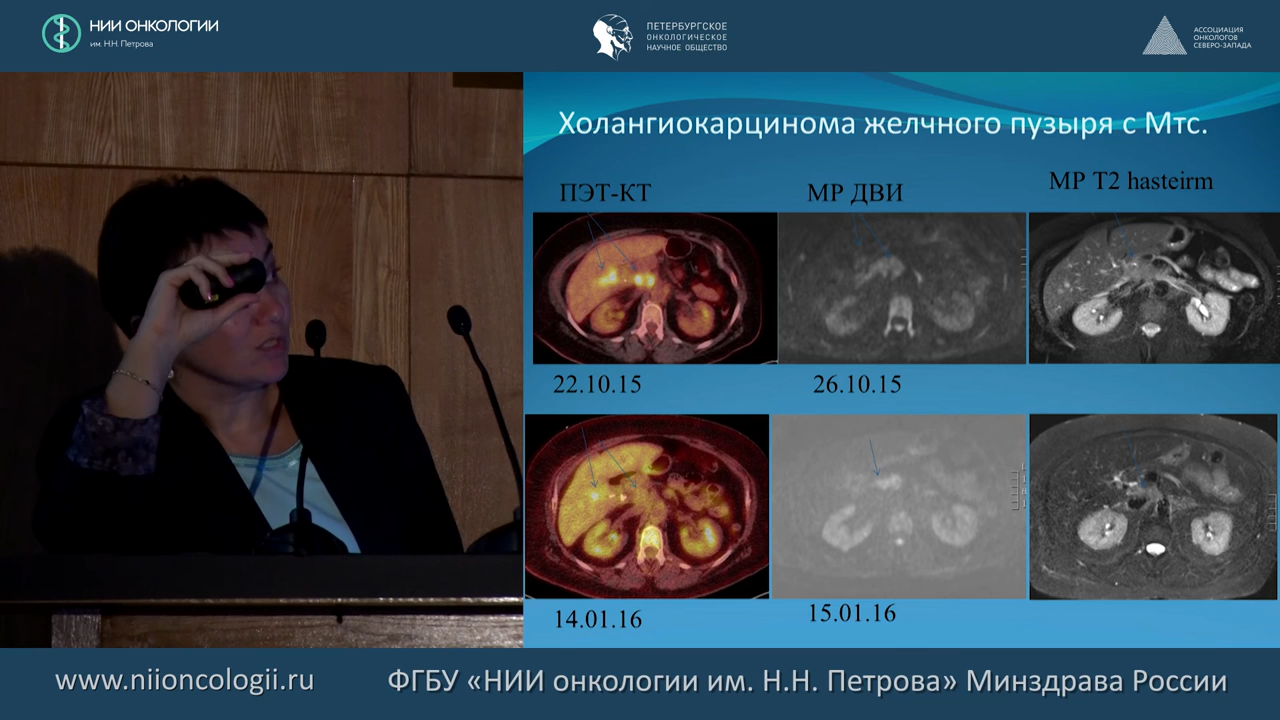 НИИ ОНКОЛОГИИ
им. Н.Н. Петрова
ПЕТЕРБУРГСКОЕ
ОНКОЛОГИЧЕСКОЕ
НАУЧНОЕ ОБЩЕСТВО
АССОЦИАЦИЯ
ОНКОЛОГОВ
СЕВЕРО-ЗАПАДА
Холангиокарцинома желчного пузыря с Мтс.
ПЭТ-КТ
МР ДВИ
МР Т2 hasteirm
22.10.15
26.10.15
14.01.16
15.01.16
www.niioncologii.ru
ФГБУ «НИИ онкологии им. Н.Н. Петрова» Минздрава России